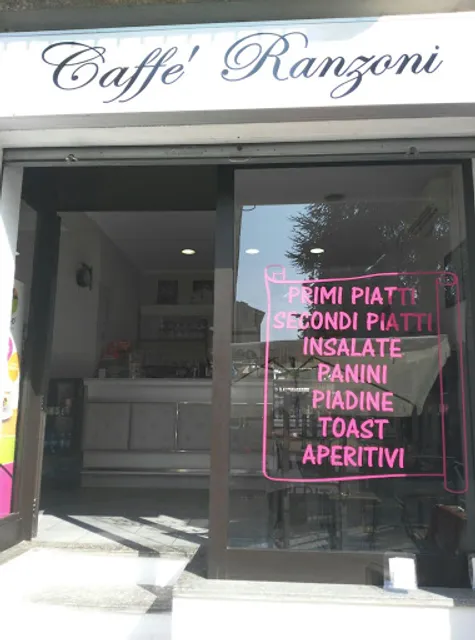 Caffe' Ranzoni
PRIMI PIATTI
SECONDI PIATTI
INSALATE
PANINI
PIADINE
TOAST
APERITIVI